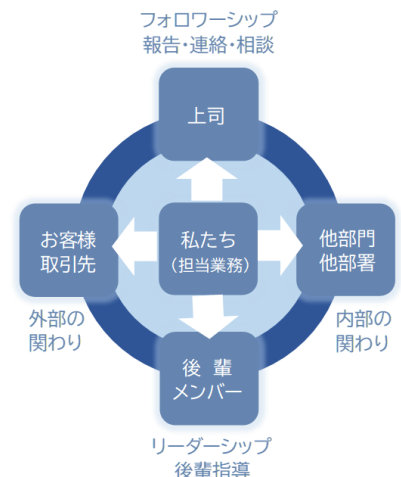 フォロワーシップ
報告・連絡・相談
上司
お客様
取引先
私たち
（担当業務）
他部門
他部署
外部の
関わり
内部の
関わり
後 輩
メンバー
リーダーシップ
後輩指導